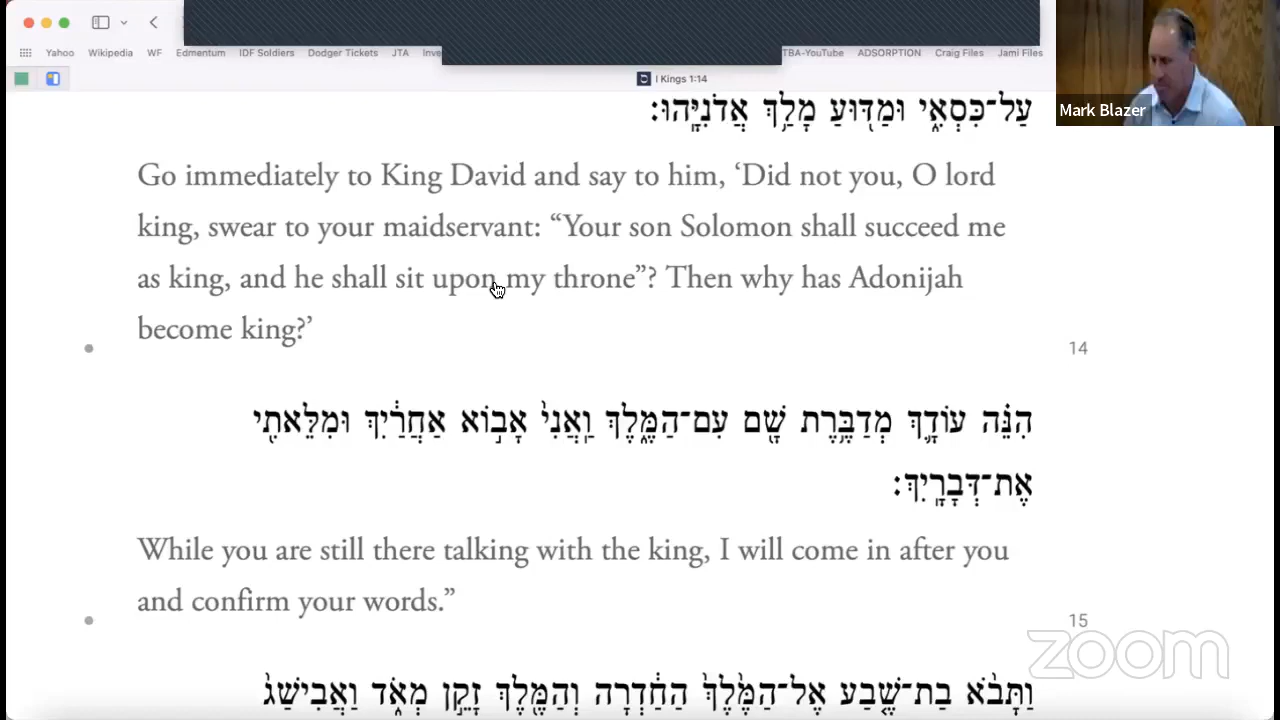 Yahoo Wikipedia WF Edmentum IDF Soldiers Dodger Tickets JTA TBA-YouTube ADSORPTION Craig Files Jami Files
I Kings 1:14
Mark Blazer
עַל־כִּסְאִ֑י וּמַדּ֖וּעַ מָלַ֥ךְ אֲדֹנִיָּֽהוּ׃
Go immediately to King David and say to him, ‘Did not you, O lord
king, swear to your maidservant: “Your son Solomon shall succeed me
as king, and he shall sit upon my throne”? Then why has Adonijah
become king?’
14
הִנֵּ֗ה עוֹדָ֛ךְ מְדַבֶּ֥רֶת שָׁ֖ם עִם־הַמֶּ֑לֶךְ וַֽאֲנִי֙ אָב֣וֹא אַחֲרַ֔יִךְ וּמִלֵּאתִ֖י
אֶת־דְּבָרָֽיִךְ׃
While you are still there talking with the king, I will come in after you
and confirm your words.”
15
וַתָּבֹ֨א בַת־שֶׁ֤בַע אֶל־הַמֶּ֙לֶךְ֙ הַחַ֔דְרָה וְהַמֶּ֖לֶךְ זָקֵ֣ן מְאֹ֑ד וַֽאֲבִישַׁג֙
zoom